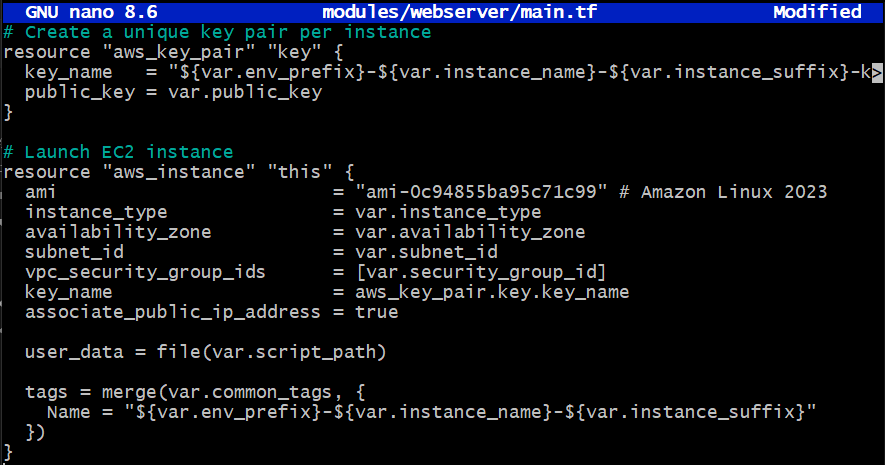 GNU nano 8.6 modules/webserver/main.tf Modified
# Create a unique key pair per instance
resource "aws_key_pair" "key" {
  key_name   = "${var.env_prefix}-${var.instance_name}-${var.instance_suffix}-k>
  public_key = var.public_key
}

# Launch EC2 instance
resource "aws_instance" "this" {
  ami                         = "ami-0c94855ba95c71c99" # Amazon Linux 2023
  instance_type               = var.instance_type
  availability_zone           = var.availability_zone
  subnet_id                   = var.subnet_id
  vpc_security_group_ids      = [var.security_group_id]
  key_name                    = aws_key_pair.key.key_name
  associate_public_ip_address = true

  user_data = file(var.script_path)

  tags = merge(var.common_tags, {
    Name = "${var.env_prefix}-${var.instance_name}-${var.instance_suffix}"
  })
}